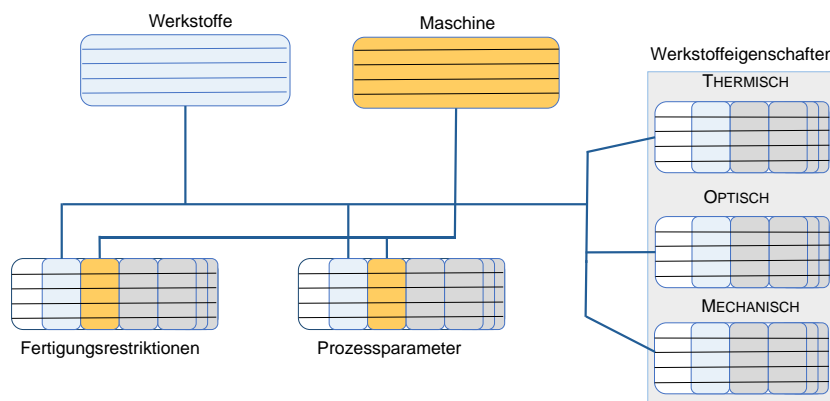 Werkstoffe
Maschine
Werkstoffeigenschaften
THERMISCH
OPTISCH
MECHANISCH
Fertigungsrestriktionen
Prozessparameter